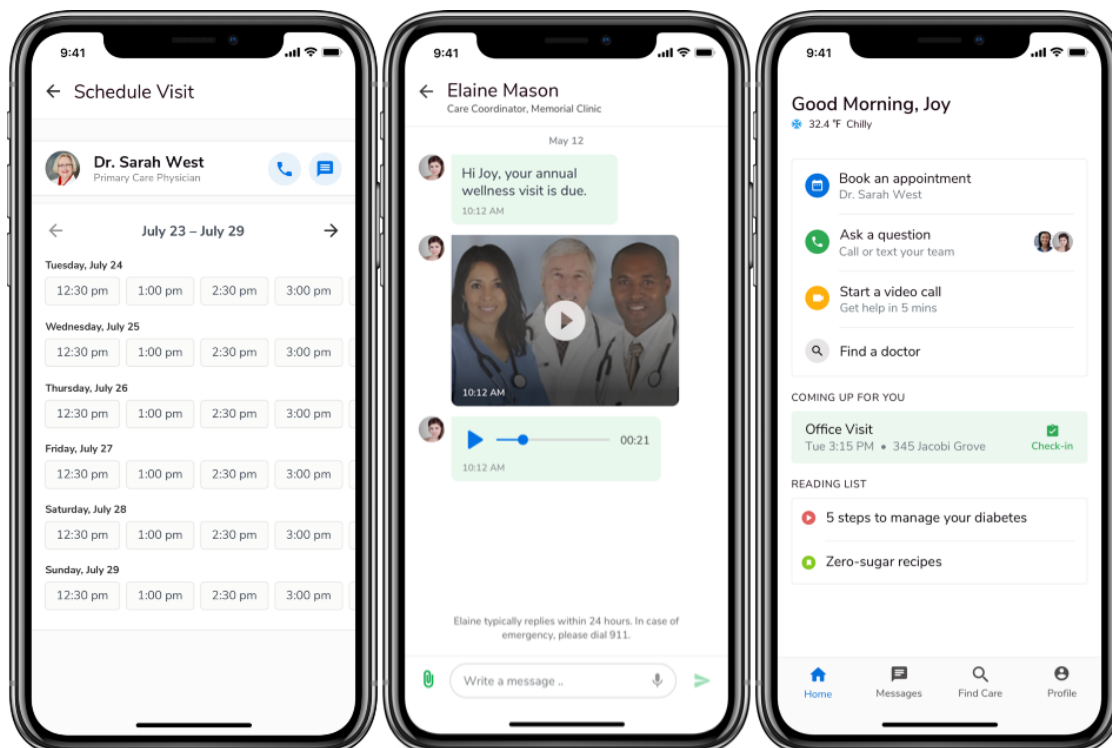 9:41
Schedule Visit
Dr. Sarah West
Primary Care Physician
July 23 – July 29
Tuesday, July 24
12:30 pm 1:00 pm 2:30 pm 3:00 pm
Wednesday, July 25
12:30 pm 1:00 pm 2:30 pm 3:00 pm
Thursday, July 26
12:30 pm 1:00 pm 2:30 pm 3:00 pm
Friday, July 27
12:30 pm 1:00 pm 2:30 pm 3:00 pm
Saturday, July 28
12:30 pm 1:00 pm 2:30 pm 3:00 pm
Sunday, July 29
12:30 pm 1:00 pm 2:30 pm 3:00 pm
9:41
Elaine Mason
Care Coordinator, Memorial Clinic
May 12
Hi Joy, your annual
wellness visit is due.
10:12 AM
10:12 AM
00:21
10:12 AM
Elaine typically replies within 24 hours. In case of
emergency, please dial 911.
Write a message ..
9:41
Good Morning, Joy
32.4 °F Chilly
Book an appointment
Dr. Sarah West
Ask a question
Call or text your team
Start a video call
Get help in 5 mins
Find a doctor
COMING UP FOR YOU
Office Visit
Tue 3:15 PM • 345 Jacobi Grove
Check-in
READING LIST
5 steps to manage your diabetes
Zero-sugar recipes
Home Messages Find Care Profile